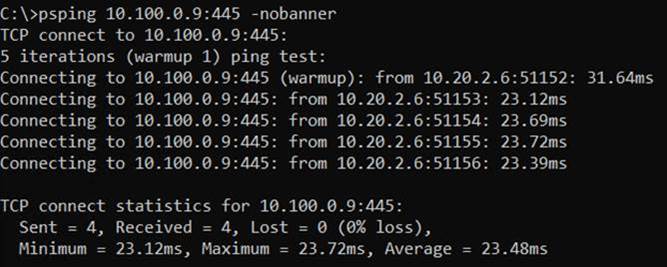 C:\>psping 10.100.0.9:445 -nobanner
TCP connect to 10.100.0.9:445:
5 iterations (warmup 1) ping test:
Connecting to 10.100.0.9:445 (warmup): from 10.20.2.6:51152: 31.64ms
Connecting to 10.100.0.9:445: from 10.20.2.6:51153: 23.12ms
Connecting to 10.100.0.9:445: from 10.20.2.6:51154: 23.69ms
Connecting to 10.100.0.9:445: from 10.20.2.6:51155: 23.72ms
Connecting to 10.100.0.9:445: from 10.20.2.6:51156: 23.39ms
TCP connect statistics for 10.100.0.9:445:
Sent = 4, Received = 4, Lost = 0 (0% loss),
Minimum = 23.12ms, Maximum = 23.72ms, Average = 23.48ms